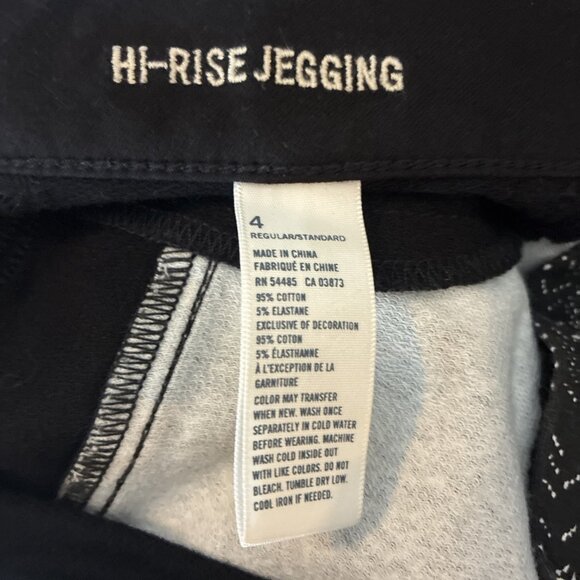 HI-RISE JEGGING
4
REGULAR/STANDARD
MADE IN CHINA
FABRIQUÉ EN CHINE
RN 54485 CA 03873
95% COTTON
5% ELASTANE
EXCLUSIVE OF DECORATION
95% COTON
5% ÉLASTHANNE
À L'EXCEPTION DE LA
GARNITURE
COLOR MAY TRANSFER
WHEN NEW. WASH ONCE
SEPARATELY IN COLD WATER
BEFORE WEARING. MACHINE
WASH COLD INSIDE OUT
WITH LIKE COLORS. DO NOT
BLEACH. TUMBLE DRY LOW.
COOL IRON IF NEEDED.